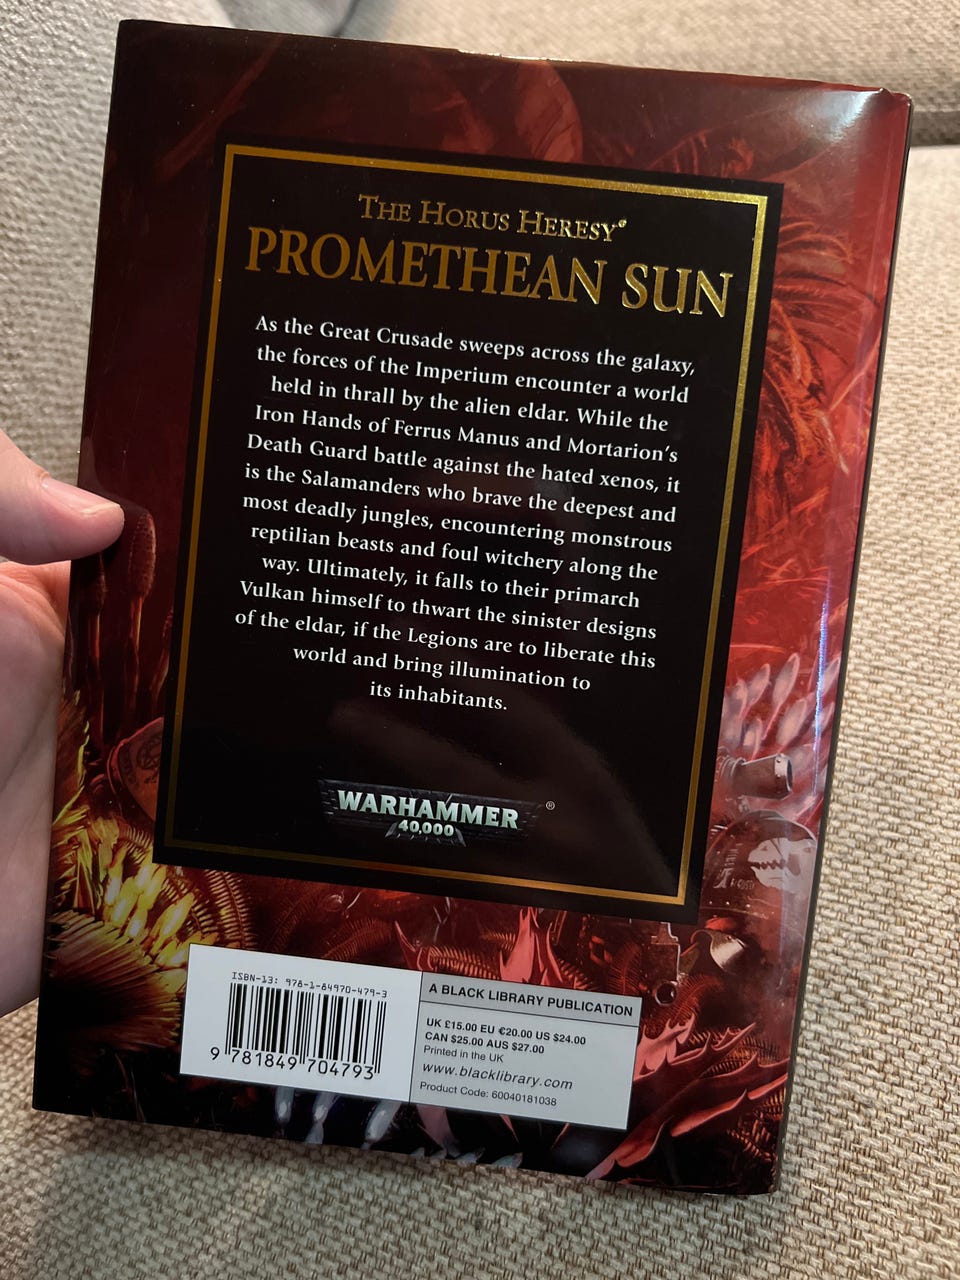 THE HORUS HERESY®
PROMETHEAN SUN
As the Great Crusade sweeps across the galaxy,
the forces of the Imperium encounter a world
held in thrall by the alien eldar. While the
Iron Hands of Ferrus Manus and Mortarion's
Death Guard battle against the hated xenos, it
is the Salamanders who brave the deepest and
most deadly jungles, encountering monstrous
reptilian beasts and foul witchery along the
way. Ultimately, it falls to their primarch
Vulkan himself to thwart the sinister designs
of the eldar, if the Legions are to liberate this
world and bring illumination to
its inhabitants.
WARHAMMER®
40,000
ISBN-13: 978-1-84970-479-3
9 781849 704793
A BLACK LIBRARY PUBLICATION
UK £15.00 EU €20.00 US $24.00
CAN $25.00 AUS $27.00
Printed in the UK
www.blacklibrary.com
Product Code: 60040181038